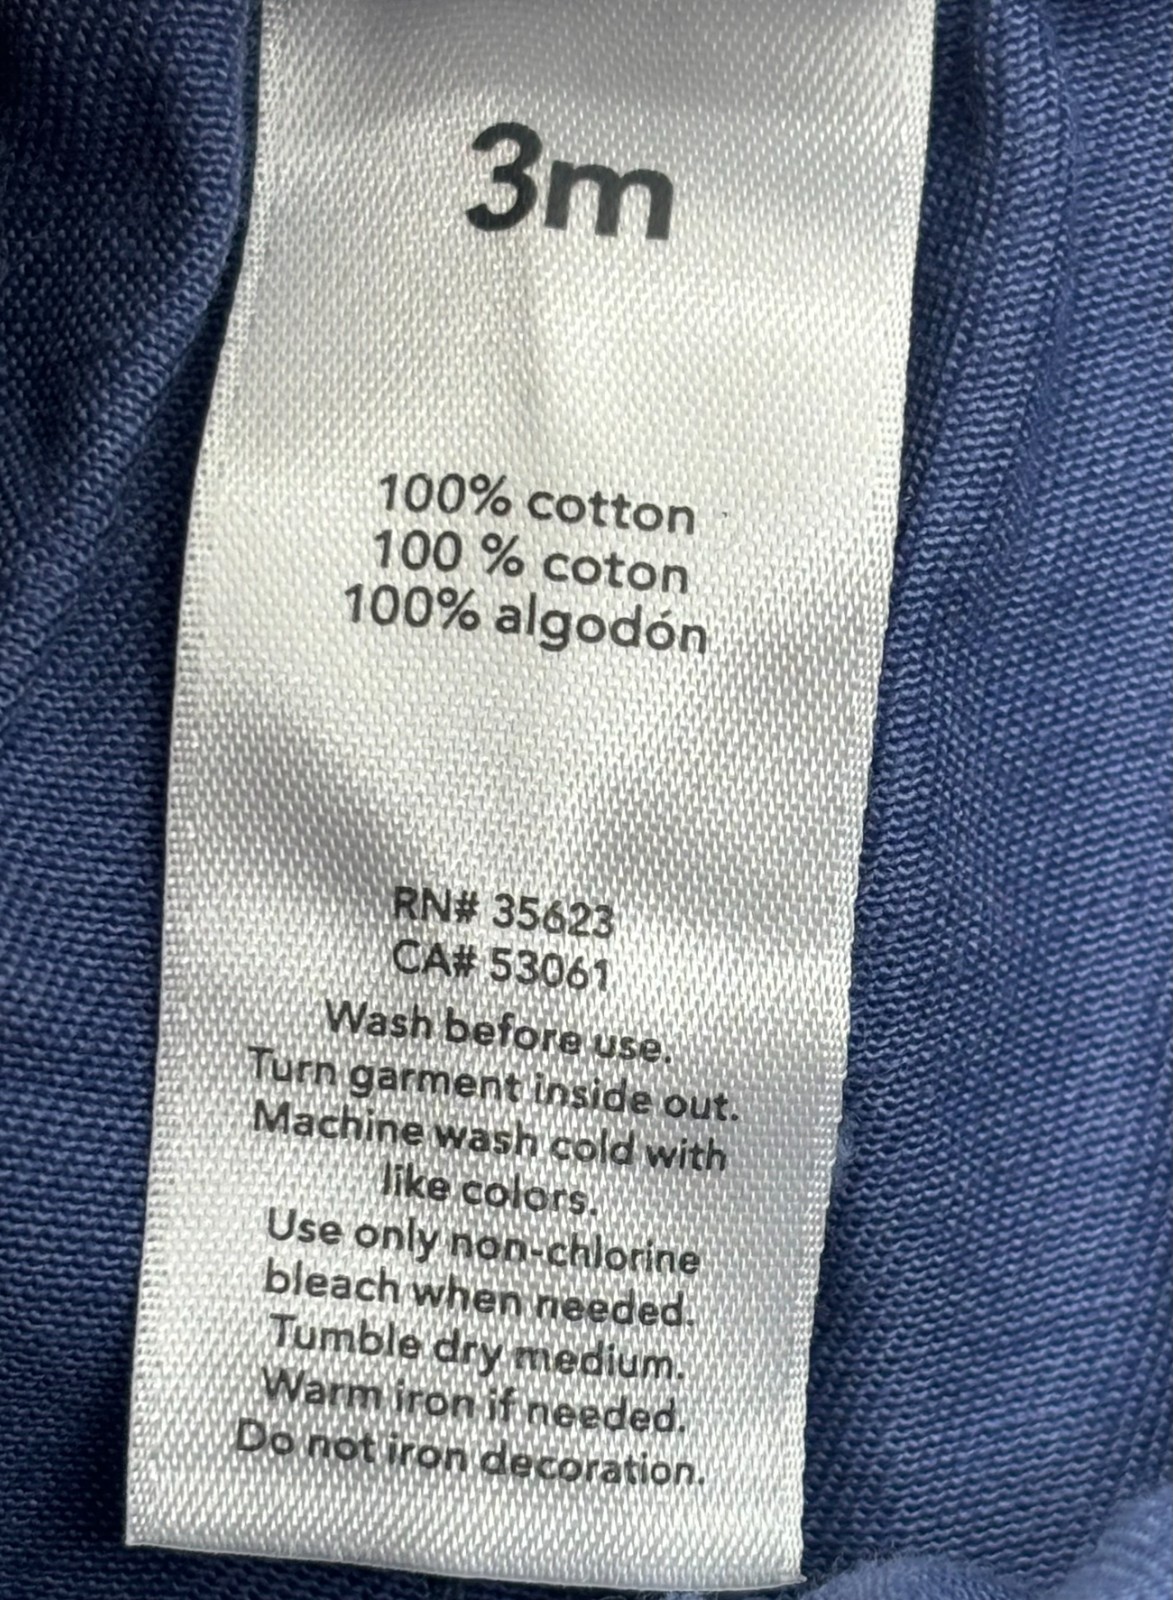 3m
100% cotton
100 % coton
100% algodón
RN# 35623
CA# 53061
Wash before use.
Turn garment inside out.
Machine wash cold with
like colors.
Use only non-chlorine
bleach when needed.
Tumble dry medium.
Warm iron if needed.
Do not iron decoration.